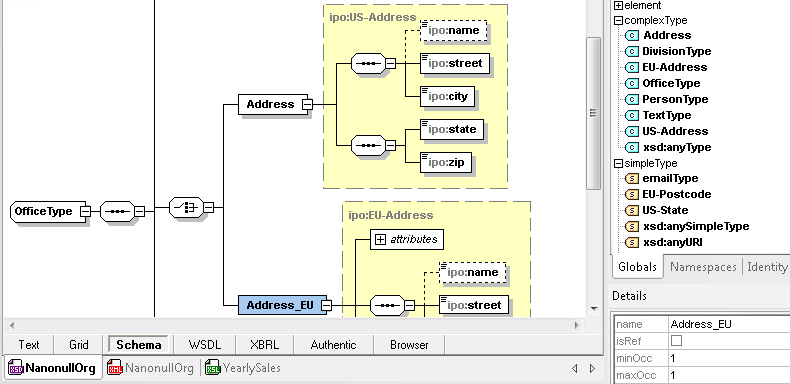 ipo:US-Address
ipo:name
ipo:street
ipo:city
Address
ipo:state
ipo:zip
OfficeType
ipo:EU-Address
attributes
ipo:name
Address_EU
ipo:street
Text Grid Schema WSDL XBRL Authentic Browser
XSD NanonullOrg XML NanonullOrg XSL YearlySales
element
complexType
C Address
C DivisionType
C EU-Address
C OfficeType
C PersonType
C TextType
C US-Address
C xsd:anyType
simpleType
S emailType
S EU-Postcode
S US-State
S xsd:anySimpleType
S xsd:anyURI
Globals Namespaces Identity
Details
name Address_EU
isRef
minOcc 1
maxOcc 1